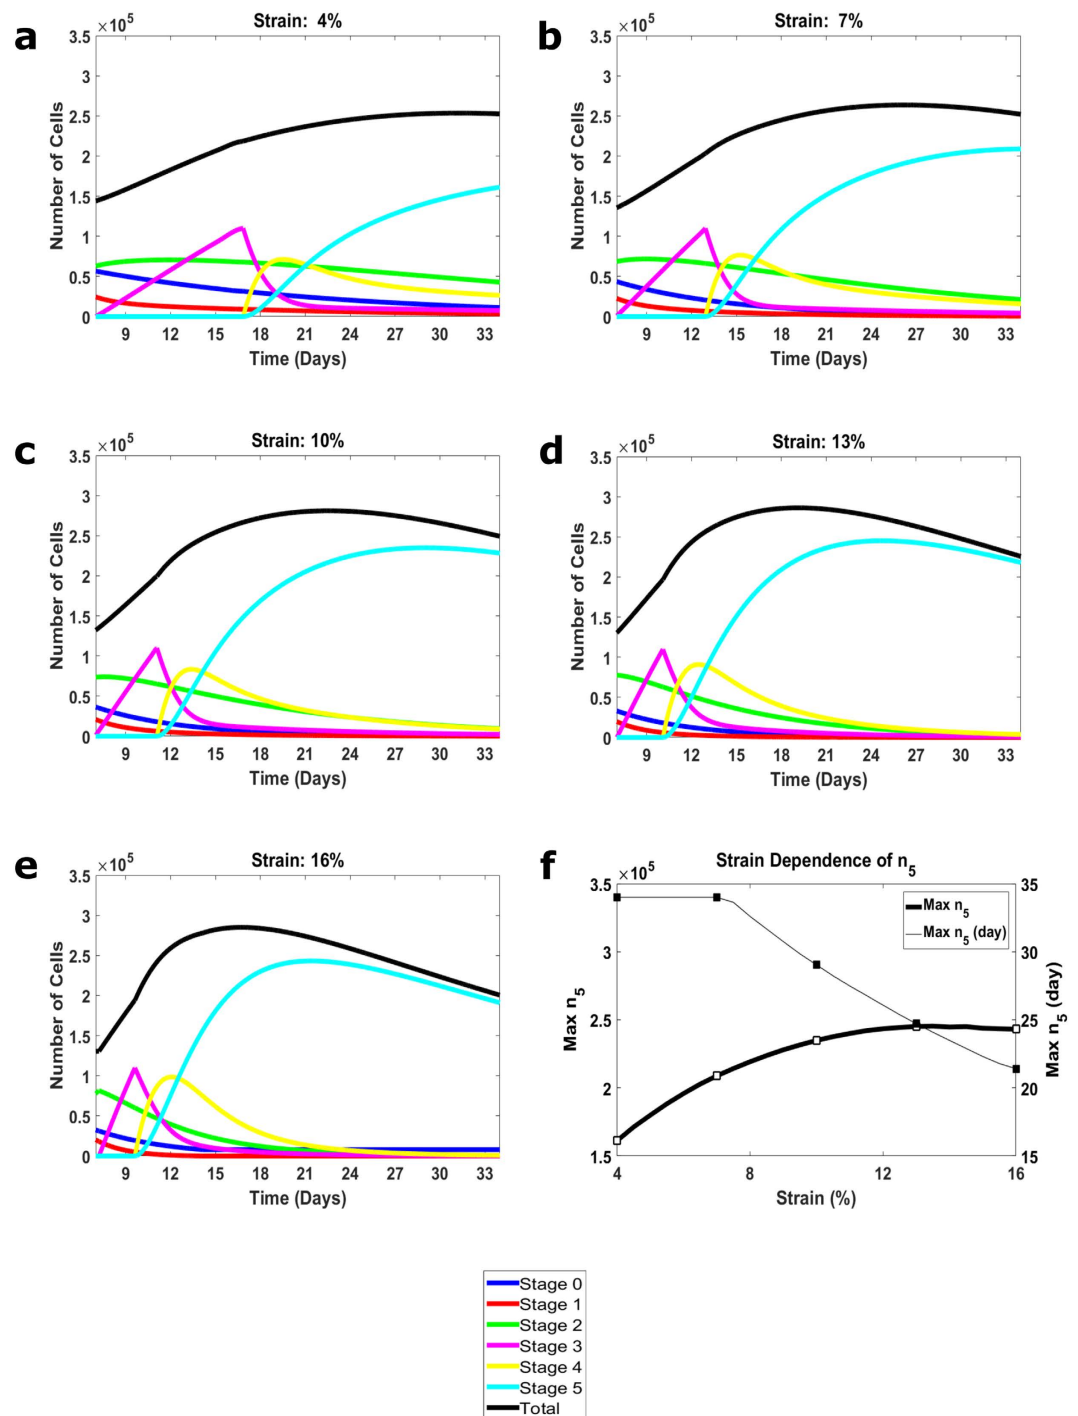 a
×10^5
Strain: 4%
3.5
3
2.5
2
1.5
1
0.5
0
Number of Cells
9 12 15 18 21 24 27 30 33
Time (Days)
b
×10^5
Strain: 7%
3.5
3
2.5
2
1.5
1
0.5
0
Number of Cells
9 12 15 18 21 24 27 30 33
Time (Days)
c
×10^5
Strain: 10%
3.5
3
2.5
2
1.5
1
0.5
0
Number of Cells
9 12 15 18 21 24 27 30 33
Time (Days)
d
×10^5
Strain: 13%
3.5
3
2.5
2
1.5
1
0.5
0
Number of Cells
9 12 15 18 21 24 27 30 33
Time (Days)
e
×10^5
Strain: 16%
3.5
3
2.5
2
1.5
1
0.5
0
Number of Cells
9 12 15 18 21 24 27 30 33
Time (Days)
f
×10^5
Strain Dependence of n_5
3.5
3
2.5
2
1.5
Max n_5
Max n_5
Max n_5 (day)
35
30
25
20
15
Max n_5 (day)
4 8 12 16
Strain (%)
Stage 0
Stage 1
Stage 2
Stage 3
Stage 4
Stage 5
Total